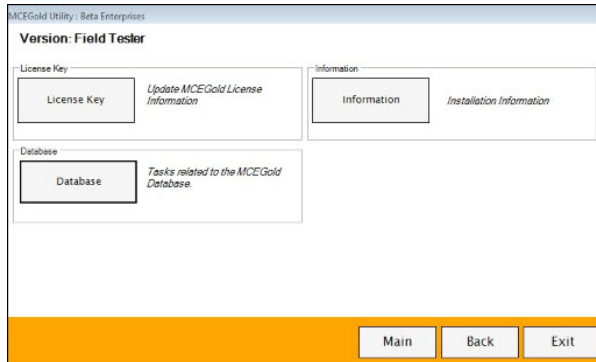 MCEGold Utility : Beta Enterprises
Version: Field Tester
License Key
License Key
Update MCEGold License
Information
Information
Information
Installation Information
Database
Database
Tasks related to the MCEGold
Database.
Main
Back
Exit